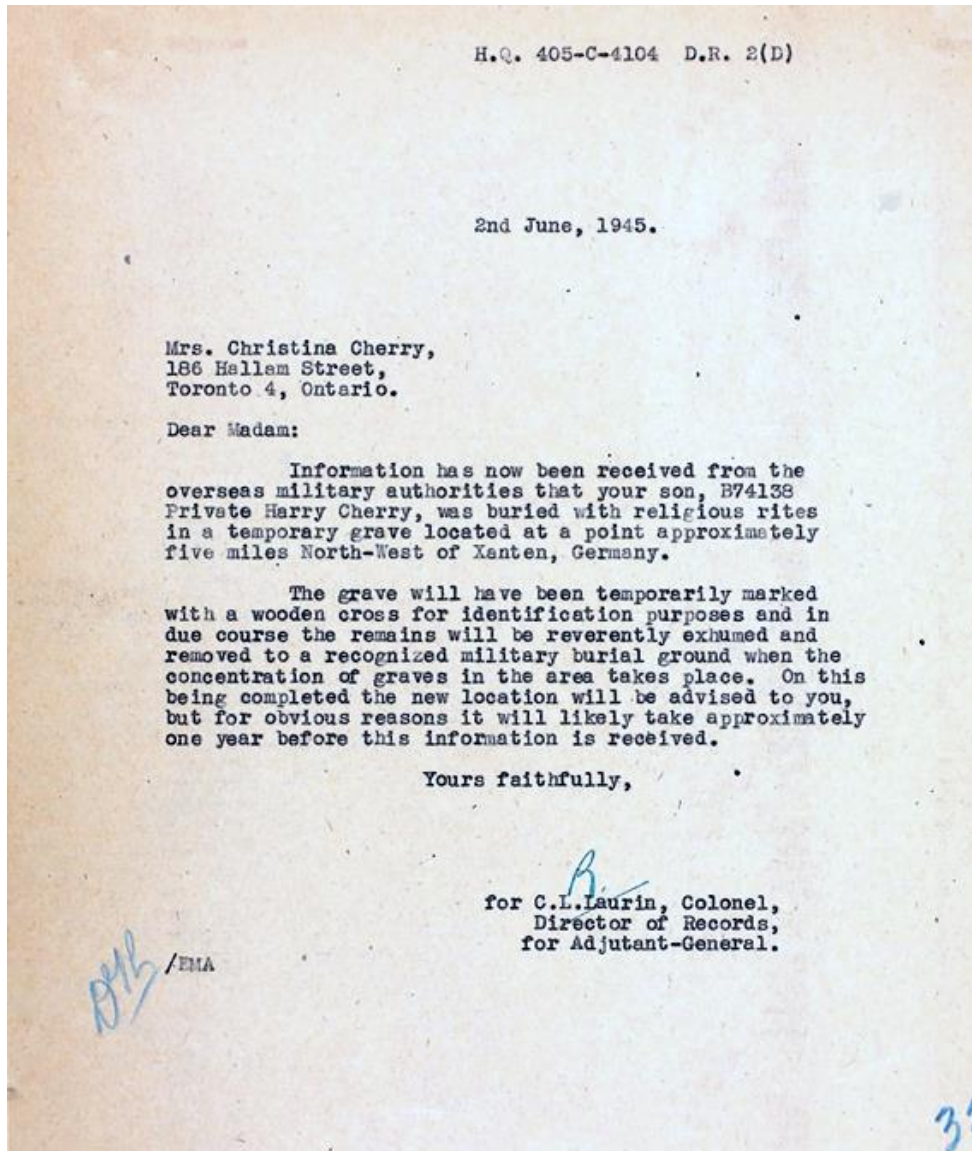 H.Q. 405-C-4104 D.R. 2(D)
2nd June, 1945.
Mrs. Christina Cherry,
186 Hallam Street,
Toronto 4, Ontario.
Dear Madam:
Information has now been received from the
overseas military authorities that your son, B74138
Private Harry Cherry, was buried with religious rites
in a temporary grave located at a point approximately
five miles North-West of Xanten, Germany.
The grave will have been temporarily marked
with a wooden cross for identification purposes and in
due course the remains will be reverently exhumed and
removed to a recognized military burial ground when the
concentration of graves in the area takes place. On this
being completed the new location will be advised to you,
but for obvious reasons it will likely take approximately
one year before this information is received.
Yours faithfully,
for C.L.Laurin, Colonel,
Director of Records,
for Adjutant-General.
/EMA